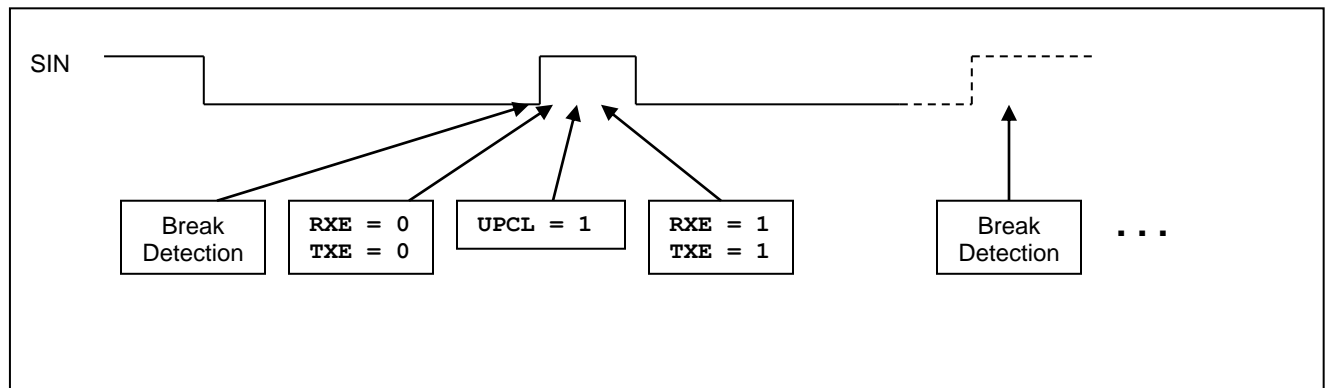 SIN
Break
Detection
RXE = 0
TXE = 0
UPCL = 1
RXE = 1
TXE = 1
Break
Detection
...